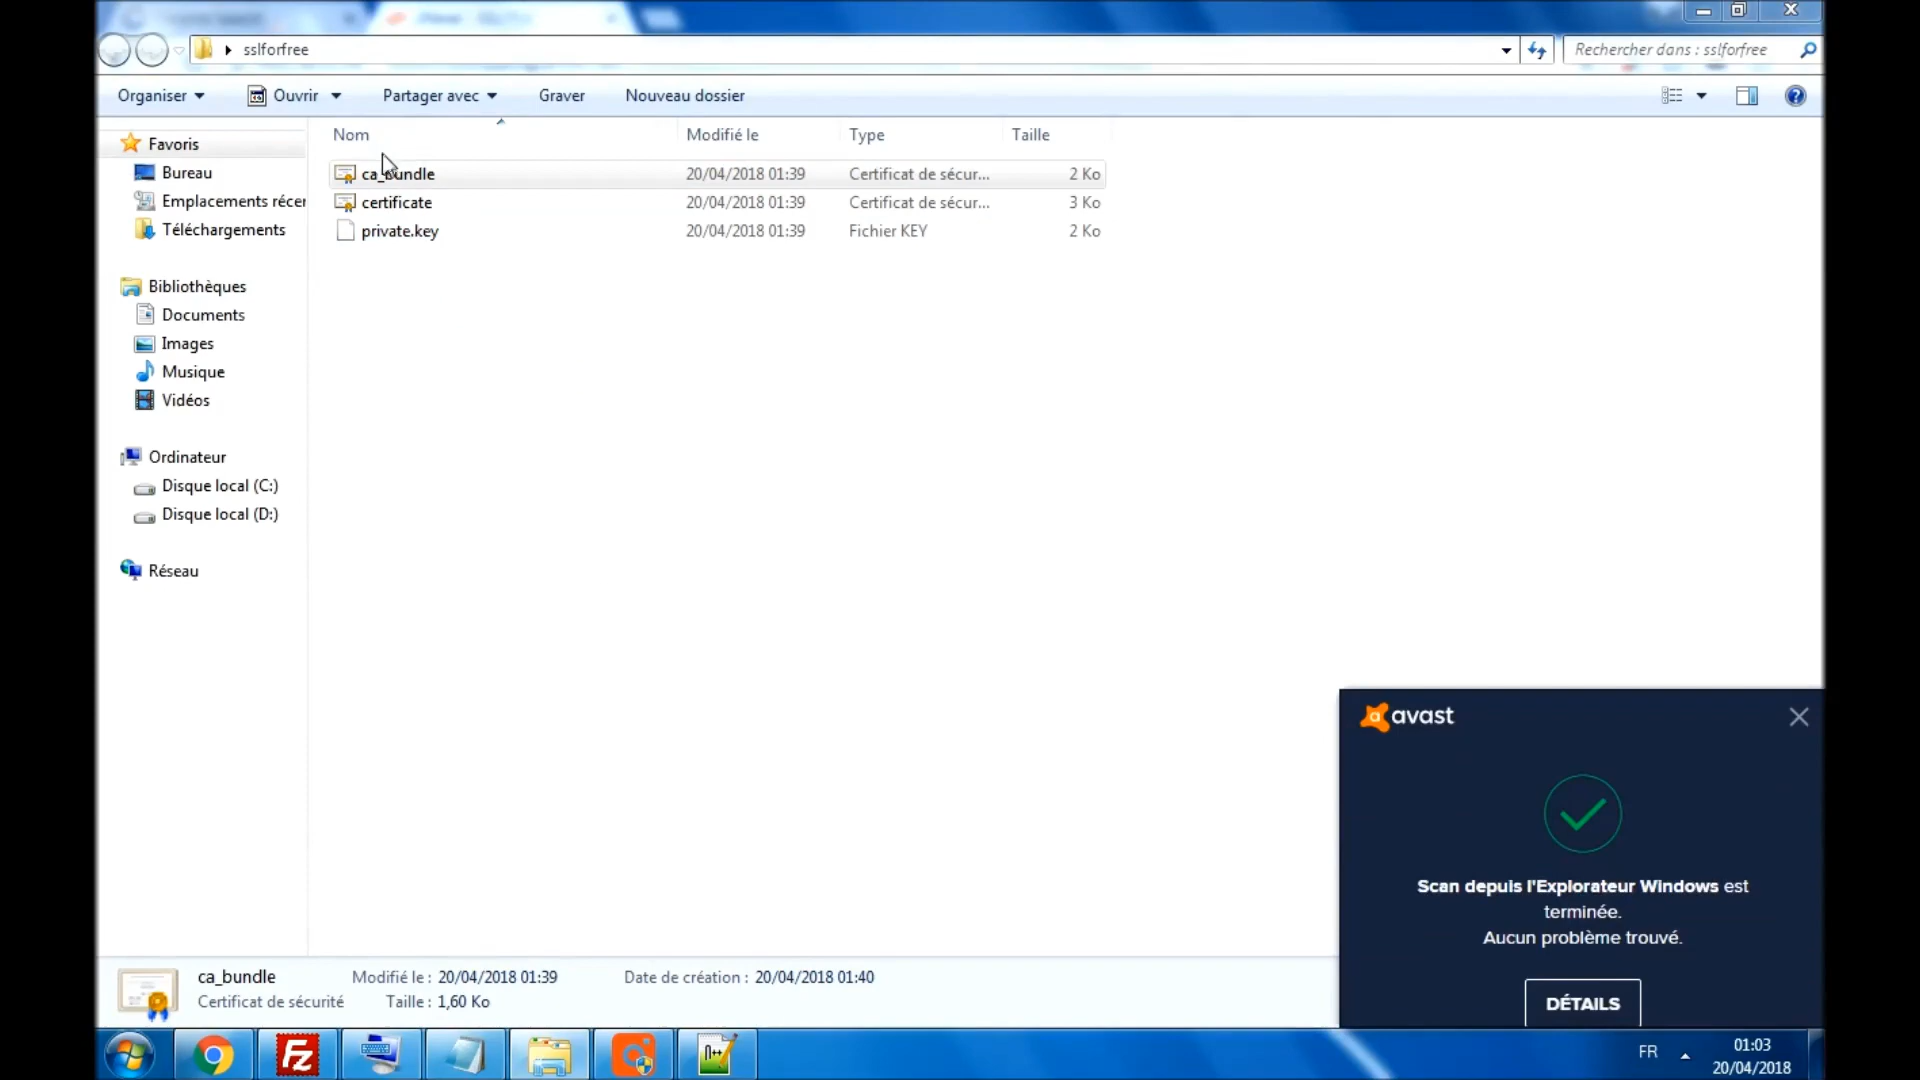 sslforfree
Rechercher dans : sslforfree
Organiser
Ouvrir
Partager avec
Graver
Nouveau dossier
Nom
Modifié le
Type
Taille
Favoris
Bureau
Emplacements récer
Téléchargements
Bibliothèques
Documents
Images
Musique
Vidéos
Ordinateur
Disque local (C:)
Disque local (D:)
Réseau
ca_bundle 20/04/2018 01:39 Certificat de sécur... 2 Ko
certificate 20/04/2018 01:39 Certificat de sécur... 3 Ko
private.key 20/04/2018 01:39 Fichier KEY 2 Ko
avast
Scan depuis l'Explorateur Windows est
terminée.
Aucun problème trouvé.
DÉTAILS
ca_bundle Modifié le : 20/04/2018 01:39 Date de création : 20/04/2018 01:40
Certificat de sécurité Taille : 1,60 Ko
FR
01:03
20/04/2018